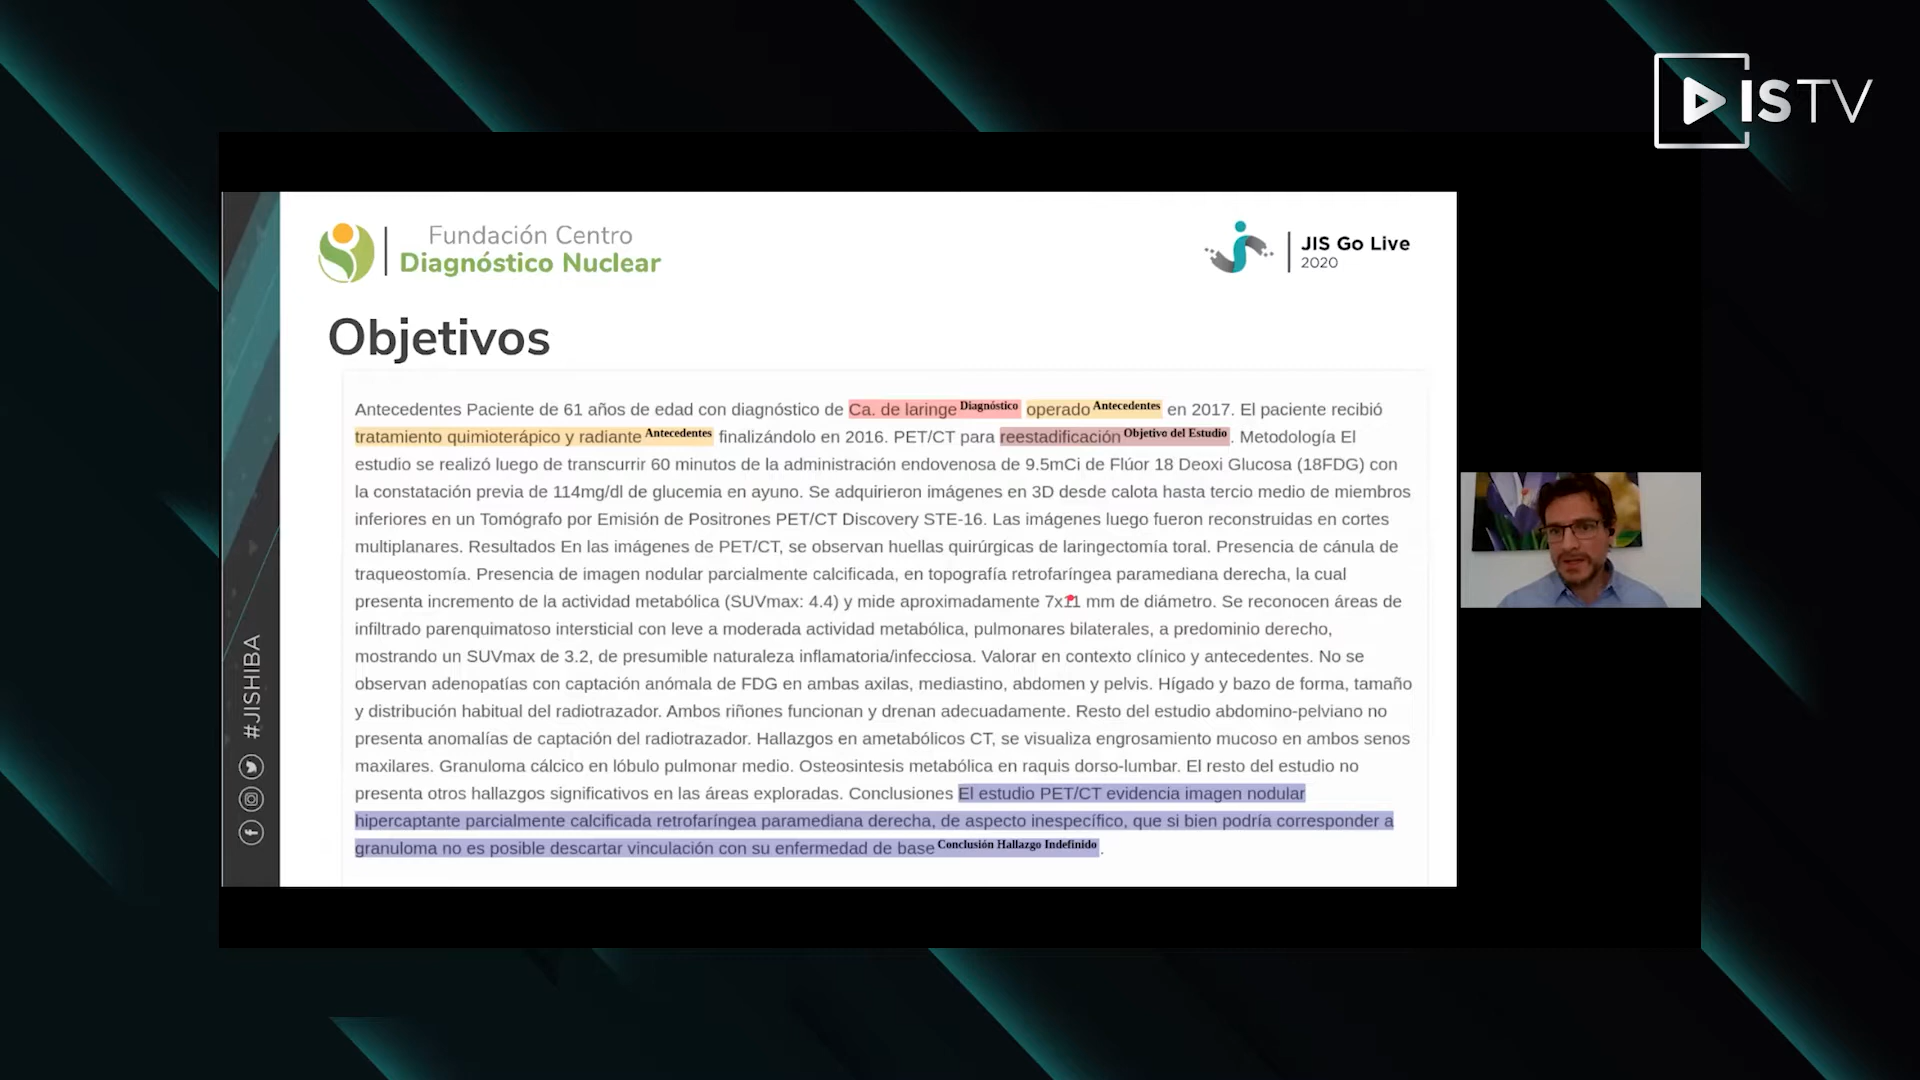 ISTV
Fundación Centro
Diagnóstico Nuclear
JIS Go Live
2020
Objetivos
Antecedentes Paciente de 61 años de edad con diagnóstico de Ca. de laringe Diagnóstico operado Antecedentes en 2017. El paciente recibió
tratamiento quimioterápico y radiante Antecedentes finalizándolo en 2016. PET/CT para reestadificación Objetivo del Estudio. Metodología El
estudio se realizó luego de transcurrir 60 minutos de la administración endovenosa de 9.5mCi de Flúor 18 Deoxi Glucosa (18FDG) con
la constatación previa de 114mg/dl de glucemia en ayuno. Se adquirieron imágenes en 3D desde calota hasta tercio medio de miembros
inferiores en un Tomógrafo por Emisión de Positrones PET/CT Discovery STE-16. Las imágenes luego fueron reconstruidas en cortes
multiplanares. Resultados En las imágenes de PET/CT, se observan huellas quirúrgicas de laringectomía toral. Presencia de cánula de
traqueostomía. Presencia de imagen nodular parcialmente calcificada, en topografía retrofaríngea paramediana derecha, la cual
presenta incremento de la actividad metabólica (SUVmax: 4.4) y mide aproximadamente 7x11 mm de diámetro. Se reconocen áreas de
infiltrado parenquimatoso intersticial con leve a moderada actividad metabólica, pulmonares bilaterales, a predominio derecho,
mostrando un SUVmax de 3.2, de presumible naturaleza inflamatoria/infecciosa. Valorar en contexto clínico y antecedentes. No se
observan adenopatías con captación anómala de FDG en ambas axilas, mediastino, abdomen y pelvis. Hígado y bazo de forma, tamaño
y distribución habitual del radiotrazador. Ambos riñones funcionan y drenan adecuadamente. Resto del estudio abdomino-pelviano no
presenta anomalías de captación del radiotrazador. Hallazgos en ametabólicos CT, se visualiza engrosamiento mucoso en ambos senos
maxilares. Granuloma cálcico en lóbulo pulmonar medio. Osteosintesis metabólica en raquis dorso-lumbar. El resto del estudio no
presenta otros hallazgos significativos en las áreas exploradas. Conclusiones El estudio PET/CT evidencia imagen nodular
hipercaptante parcialmente calcificada retrofaríngea paramediana derecha, de aspecto inespecífico, que si bien podría corresponder a
granuloma no es posible descartar vinculación con su enfermedad de base Conclusión Hallazgo Indefinido.
#JISHIBA